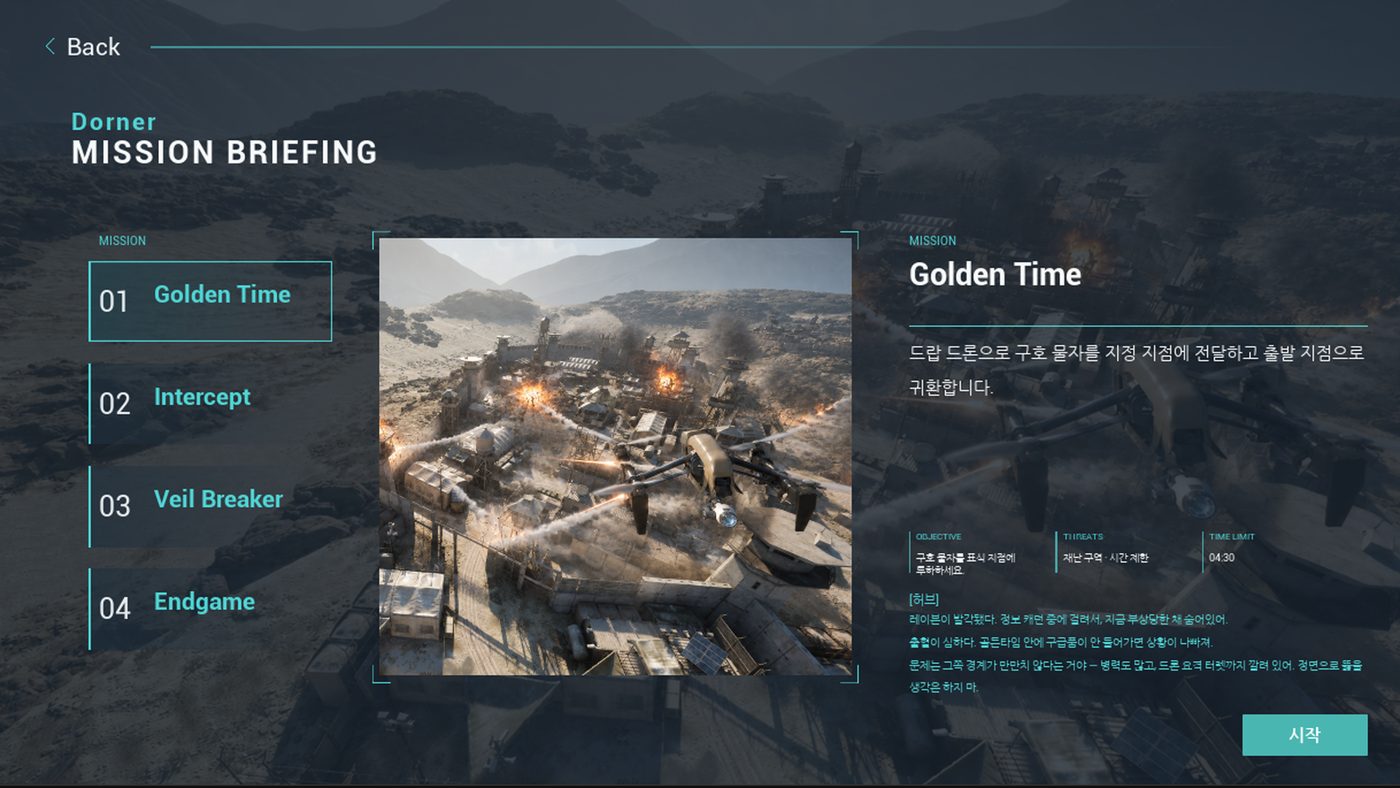 Back
Dorner
MISSION BRIEFING
MISSION
01 Golden Time
02 Intercept
03 Veil Breaker
04 Endgame
MISSION
Golden Time
드랍 드론으로 구호 물자를 지정 지점에 전달하고 출발 지점으로
귀환합니다.
OBJECTIVE
구호 물자를 표식 지점에
투하하세요.
THREATS
재난 구역 · 시간 제한
TIME LIMIT
04:30
[허브]
레이븐이 발각됐다. 정보 캐던 중에 걸려서, 지금 부상당한 채 숨어있어.
출혈이 심하다. 골든타임 안에 구급품이 안 들어가면 상황이 나빠져.
문제는 그쪽 경계가 만만치 않다는 거야 — 병력도 많고, 드론 요격 터렛까지 깔려 있어. 정면으로 뚫을
생각은 하지 마.
시작